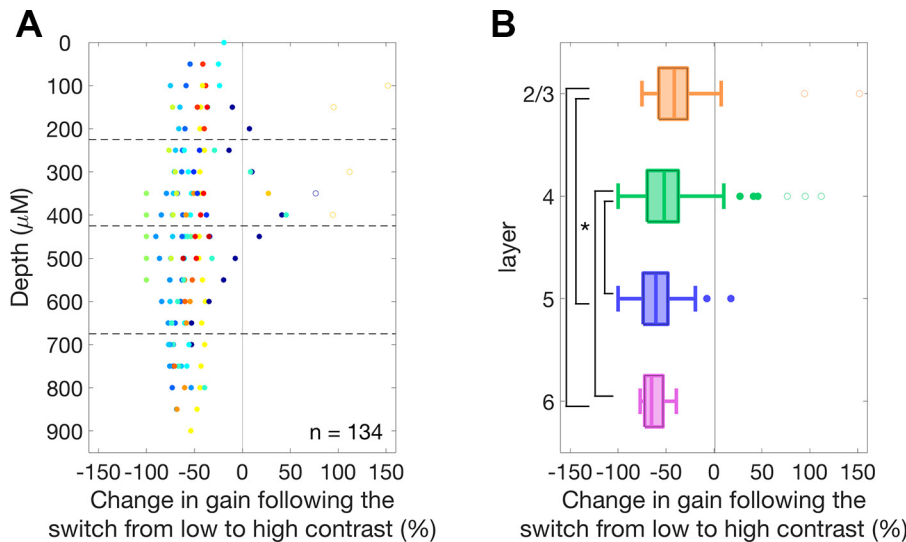 A
0
100
200
300
400
500
600
700
800
900
Depth (μM)
n = 134
-150 -100 -50 0 50 100 150
Change in gain following the
switch from low to high contrast (%)
B
2/3
4
5
6
layer
*
-150 -100 -50 0 50 100 150
Change in gain following the
switch from low to high contrast (%)